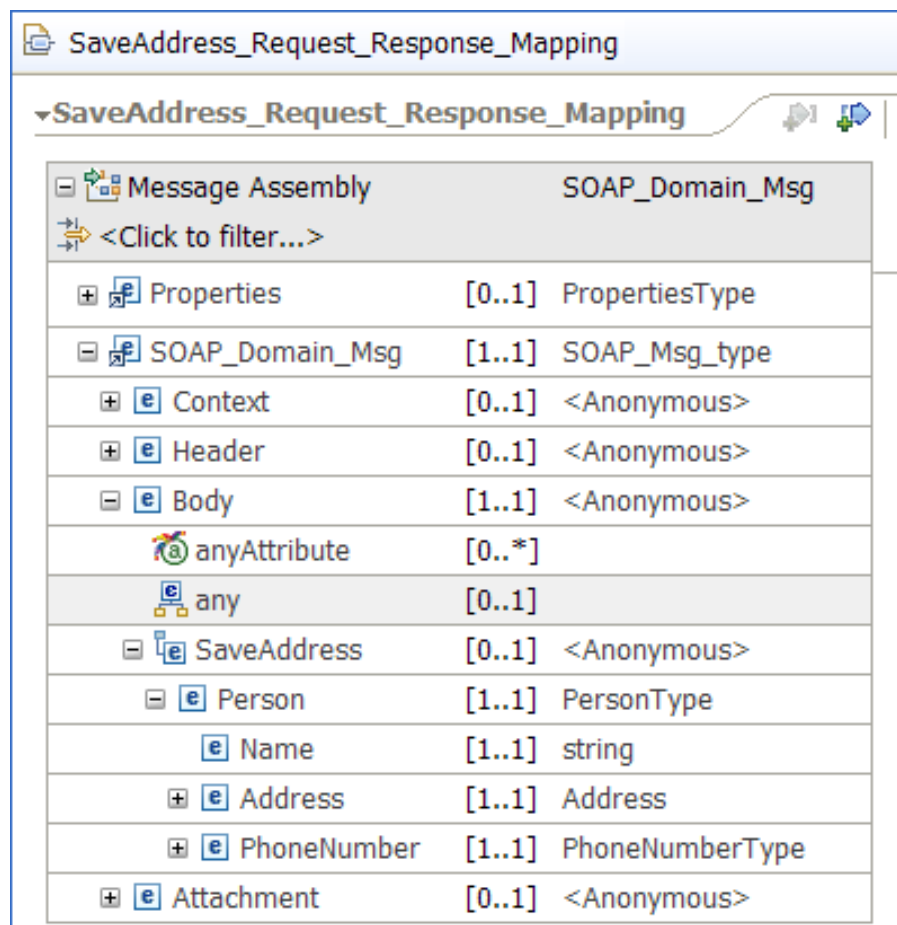 SaveAddress_Request_Response_Mapping
SaveAddress_Request_Response_Mapping
Message Assembly SOAP_Domain_Msg
<Click to filter...>
Properties [0..1] PropertiesType
SOAP_Domain_Msg [1..1] SOAP_Msg_type
Context [0..1] <Anonymous>
Header [0..1] <Anonymous>
Body [1..1] <Anonymous>
anyAttribute [0..*]
any [0..1]
SaveAddress [0..1] <Anonymous>
Person [1..1] PersonType
Name [1..1] string
Address [1..1] Address
PhoneNumber [1..1] PhoneNumberType
Attachment [0..1] <Anonymous>